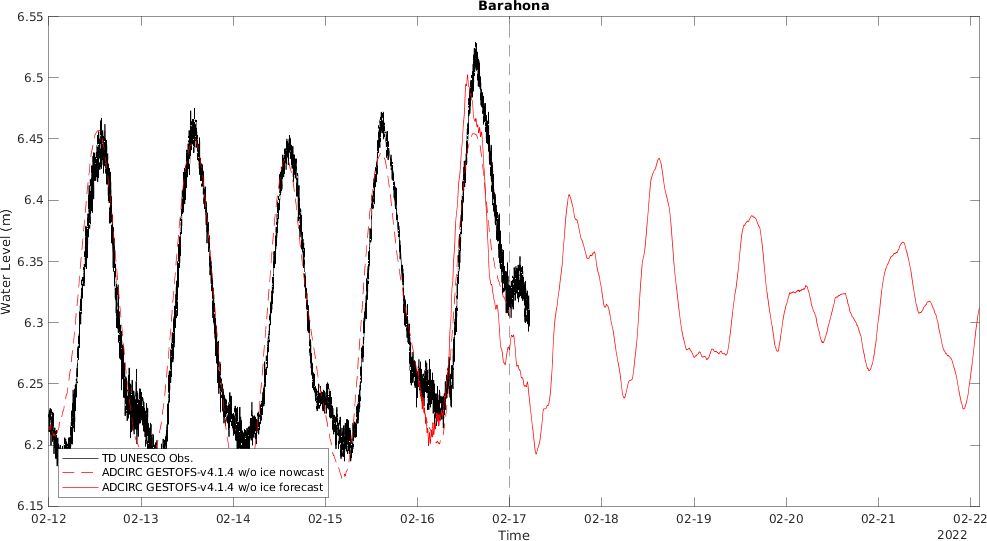 Barahona
6.55
6.5
6.45
6.4
6.35
6.3
6.25
6.2
6.15
Water Level (m)
TD UNESCO Obs.
ADCIRC GESTOFS-v4.1.4 w/o ice nowcast
ADCIRC GESTOFS-v4.1.4 w/o ice forecast
02-12 02-13 02-14 02-15 02-16 02-17 02-18 02-19 02-20 02-21 02-22
Time
2022